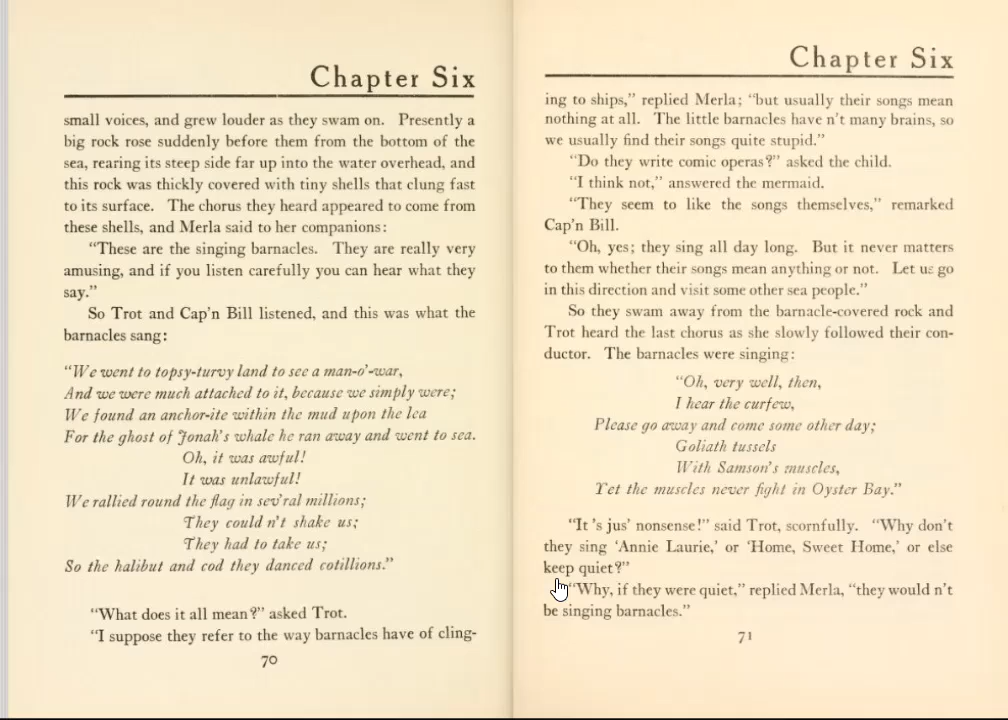 Chapter Six
small voices, and grew louder as they swam on. Presently a
big rock rose suddenly before them from the bottom of the
sea, rearing its steep side far up into the water overhead, and
this rock was thickly covered with tiny shells that clung fast
to its surface. The chorus they heard appeared to come from
these shells, and Merla said to her companions:
“These are the singing barnacles. They are really very
amusing, and if you listen carefully you can hear what they
say.”
So Trot and Cap’n Bill listened, and this was what the
barnacles sang:
“We went to topsy-turvy land to see a man-o’-war,
And we were much attached to it, because we simply were;
We found an anchor-ite within the mud upon the lea
For the ghost of Jonah’s whale he ran away and went to sea.
Oh, it was awful!
It was unlawful!
We rallied round the flag in sev’ral millions;
They could n’t shake us;
They had to take us;
So the halibut and cod they danced cotillions.”
“What does it all mean?” asked Trot.
“I suppose they refer to the way barnacles have of cling-
70
Chapter Six
ing to ships,” replied Merla; “but usually their songs mean
nothing at all. The little barnacles have n’t many brains, so
we usually find their songs quite stupid.”
“Do they write comic operas?” asked the child.
“I think not,” answered the mermaid.
“They seem to like the songs themselves,” remarked
Cap’n Bill.
“Oh, yes; they sing all day long. But it never matters
to them whether their songs mean anything or not. Let us go
in this direction and visit some other sea people.”
So they swam away from the barnacle-covered rock and
Trot heard the last chorus as she slowly followed their con-
ductor. The barnacles were singing:
“Oh, very well, then,
I hear the curfew,
Please go away and come some other day;
Goliath tussels
With Samson’s muscles,
Yet the muscles never fight in Oyster Bay.”
“It ’s jus’ nonsense!” said Trot, scornfully. “Why don’t
they sing ‘Annie Laurie,’ or ‘Home, Sweet Home,’ or else
keep quiet?”
“Why, if they were quiet,” replied Merla, “they would n’t
be singing barnacles.”
71